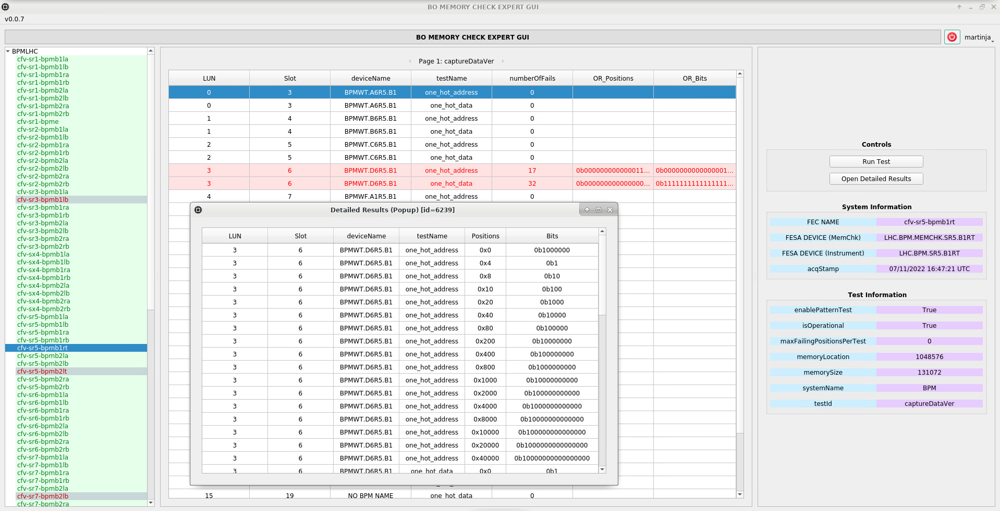 BO MEMORY CHECK EXPERT GUI
v0.0.7
BO MEMORY CHECK EXPERT GUI
martinja
BPMLHC
cfv-sr1-bpmb1la
cfv-sr1-bpmb1lb
cfv-sr1-bpmb1ra
cfv-sr1-bpmb1rb
cfv-sr1-bpmb2la
cfv-sr1-bpmb2lb
cfv-sr1-bpmb2ra
cfv-sr1-bpmb2rb
cfv-sr1-bpme
cfv-sr2-bpmb1la
cfv-sr2-bpmb1lb
cfv-sr2-bpmb1ra
cfv-sr2-bpmb1rb
cfv-sr2-bpmb2la
cfv-sr2-bpmb2lb
cfv-sr2-bpmb2ra
cfv-sr2-bpmb2rb
cfv-sr3-bpmb1la
cfv-sr3-bpmb1lb
cfv-sr3-bpmb1ra
cfv-sr3-bpmb1rb
cfv-sr3-bpmb2la
cfv-sr3-bpmb2lb
cfv-sr3-bpmb2ra
cfv-sr3-bpmb2rb
cfv-sx4-bpmb1la
cfv-sx4-bpmb1lb
cfv-sx4-bpmb1ra
cfv-sx4-bpmb1rb
cfv-sx4-bpmb2la
cfv-sx4-bpmb2lb
cfv-sx4-bpmb2ra
cfv-sx4-bpmb2rb
cfv-sr5-bpmb1la
cfv-sr5-bpmb1lb
cfv-sr5-bpmb1ra
cfv-sr5-bpmb1rb
cfv-sr5-bpmb1rt
cfv-sr5-bpmb2la
cfv-sr5-bpmb2lb
cfv-sr5-bpmb2lt
cfv-sr5-bpmb2ra
cfv-sr5-bpmb2rb
cfv-sr6-bpmb1la
cfv-sr6-bpmb1lb
cfv-sr6-bpmb1ra
cfv-sr6-bpmb1rb
cfv-sr6-bpmb2la
cfv-sr6-bpmb2lb
cfv-sr6-bpmb2ra
cfv-sr6-bpmb2rb
cfv-sr7-bpmb1la
cfv-sr7-bpmb1lb
cfv-sr7-bpmb1ra
cfv-sr7-bpmb1rb
cfv-sr7-bpmb2la
cfv-sr7-bpmb2lb
cfv-sr7-bpmb2ra
Page 1: captureDataVer
LUN Slot deviceName testName numberOfFails OR_Positions OR_Bits
0 3 BPMWT.A6R5.B1 one_hot_address 0
0 3 BPMWT.A6R5.B1 one_hot_data 0
1 4 BPMWT.B6R5.B1 one_hot_address 0
1 4 BPMWT.B6R5.B1 one_hot_data 0
2 5 BPMWT.C6R5.B1 one_hot_address 0
2 5 BPMWT.C6R5.B1 one_hot_data 0
3 6 BPMWT.D6R5.B1 one_hot_address 17 0b000000000000011... 0b0000000000000001...
3 6 BPMWT.D6R5.B1 one_hot_data 32 0b000000000000000... 0b1111111111111111...
4 7 BPMWF.A1R5.B1 one_hot_address 0
Detailed Results (Popup) [id=6239]
LUN Slot deviceName testName Positions Bits
3 6 BPMWT.D6R5.B1 one_hot_address 0x0 0b1000000
3 6 BPMWT.D6R5.B1 one_hot_address 0x4 0b1
3 6 BPMWT.D6R5.B1 one_hot_address 0x8 0b10
3 6 BPMWT.D6R5.B1 one_hot_address 0x10 0b100
3 6 BPMWT.D6R5.B1 one_hot_address 0x20 0b1000
3 6 BPMWT.D6R5.B1 one_hot_address 0x40 0b10000
3 6 BPMWT.D6R5.B1 one_hot_address 0x80 0b100000
3 6 BPMWT.D6R5.B1 one_hot_address 0x200 0b10000000
3 6 BPMWT.D6R5.B1 one_hot_address 0x400 0b100000000
3 6 BPMWT.D6R5.B1 one_hot_address 0x800 0b1000000000
3 6 BPMWT.D6R5.B1 one_hot_address 0x1000 0b10000000000
3 6 BPMWT.D6R5.B1 one_hot_address 0x2000 0b100000000000
3 6 BPMWT.D6R5.B1 one_hot_address 0x4000 0b1000000000000
3 6 BPMWT.D6R5.B1 one_hot_address 0x8000 0b10000000000000
3 6 BPMWT.D6R5.B1 one_hot_address 0x10000 0b100000000000000
3 6 BPMWT.D6R5.B1 one_hot_address 0x20000 0b1000000000000000
3 6 BPMWT.D6R5.B1 one_hot_address 0x40000 0b10000000000000000
3 6 BPMWT.D6R5.B1 one_hot_data 0x0 0b1
15 19 NO BPM NAME one_hot_data 0
Controls
Run Test
Open Detailed Results
System Information
FEC NAME cfv-sr5-bpmb1rt
FESA DEVICE (MemChk) LHC.BPM.MEMCHK.SR5.B1RT
FESA DEVICE (Instrument) LHC.BPM.SR5.B1RT
acqStamp 07/11/2022 16:47:21 UTC
Test Information
enablePatternTest True
isOperational True
maxFailingPositionsPerTest 0
memoryLocation 1048576
memorySize 131072
systemName BPM
testId captureDataVer